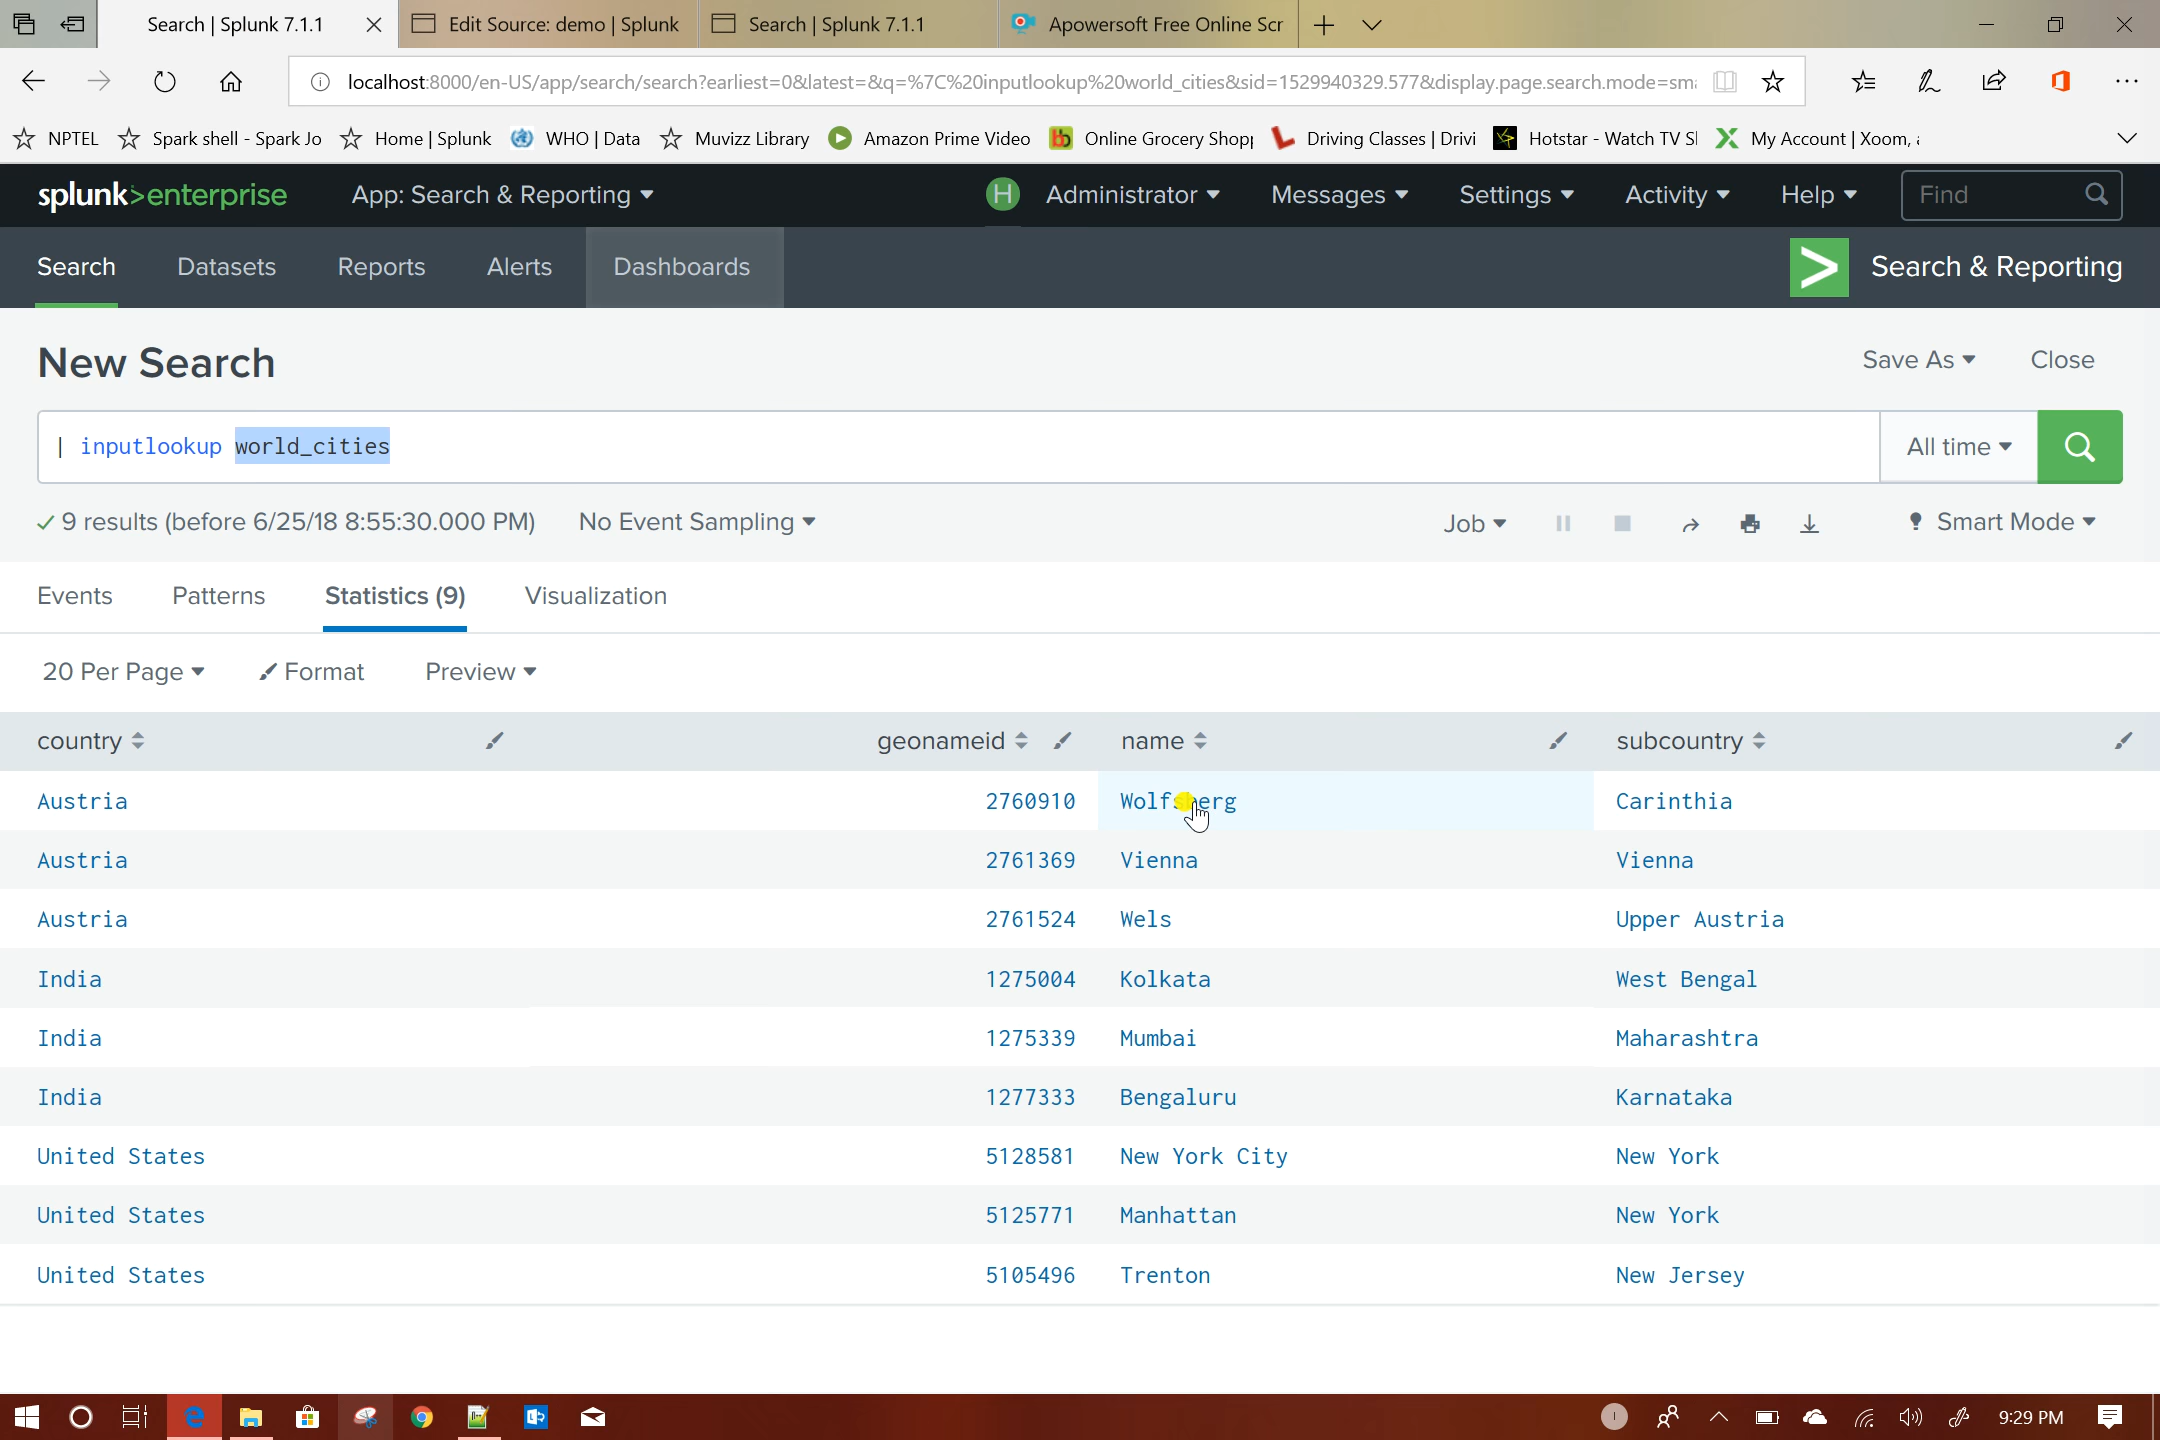 Search | Splunk 7.1.1
Edit Source: demo | Splunk
Search | Splunk 7.1.1
Apowersoft Free Online Scr
localhost:8000/en-US/app/search/search?earliest=0&latest=&q=%7C%20inputlookup%20world_cities&sid=1529940329.577&display.page.search.mode=sm
NPTEL
Spark shell - Spark Jo
Home | Splunk
WHO | Data
Muvizz Library
Amazon Prime Video
Online Grocery Shop
Driving Classes | Drivi
Hotstar - Watch TV S
My Account | Xoom,
splunk>enterprise
App: Search & Reporting
H
Administrator
Messages
Settings
Activity
Help
Find
Search
Datasets
Reports
Alerts
Dashboards
Search & Reporting
New Search
Save As
Close
| inputlookup world_cities
All time
9 results (before 6/25/18 8:55:30.000 PM)
No Event Sampling
Job
Smart Mode
Events
Patterns
Statistics (9)
Visualization
20 Per Page
Format
Preview
country geonameid name subcountry
Austria 2760910 Wolfsberg Carinthia
Austria 2761369 Vienna Vienna
Austria 2761524 Wels Upper Austria
India 1275004 Kolkata West Bengal
India 1275339 Mumbai Maharashtra
India 1277333 Bengaluru Karnataka
United States 5128581 New York City New York
United States 5125771 Manhattan New York
United States 5105496 Trenton New Jersey
9:29 PM